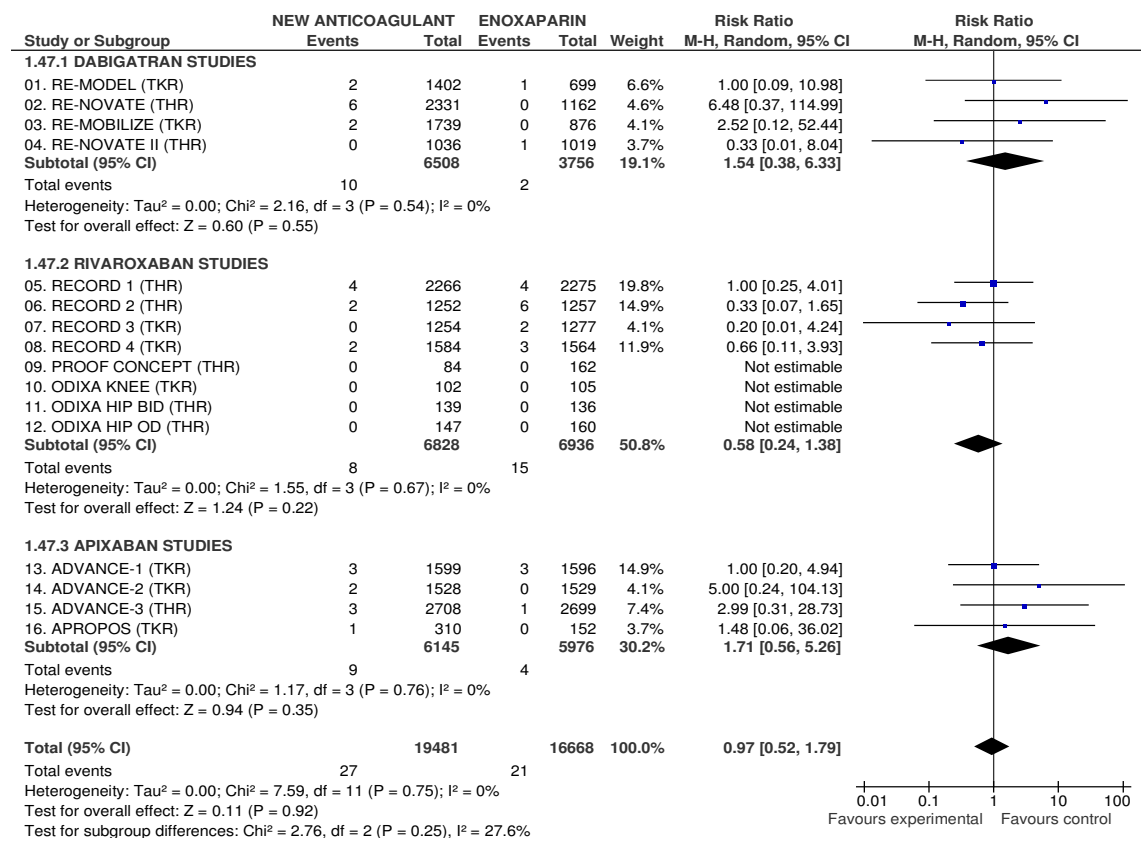 NEW ANTICOAGULANT ENOXAPARIN Risk Ratio Risk Ratio
Study or Subgroup Events Total Events Total Weight M-H, Random, 95% CI M-H, Random, 95% CI
1.47.1 DABIGATRAN STUDIES
01. RE-MODEL (TKR) 2 1402 1 699 6.6% 1.00 [0.09, 10.98]
02. RE-NOVATE (THR) 6 2331 0 1162 4.6% 6.48 [0.37, 114.99]
03. RE-MOBILIZE (TKR) 2 1739 0 876 4.1% 2.52 [0.12, 52.44]
04. RE-NOVATE II (THR) 0 1036 1 1019 3.7% 0.33 [0.01, 8.04]
Subtotal (95% CI) 6508 3756 19.1% 1.54 [0.38, 6.33]
Total events 10 2
Heterogeneity: Tau² = 0.00; Chi² = 2.16, df = 3 (P = 0.54); I² = 0%
Test for overall effect: Z = 0.60 (P = 0.55)
1.47.2 RIVAROXABAN STUDIES
05. RECORD 1 (THR) 4 2266 4 2275 19.8% 1.00 [0.25, 4.01]
06. RECORD 2 (THR) 2 1252 6 1257 14.9% 0.33 [0.07, 1.65]
07. RECORD 3 (TKR) 0 1254 2 1277 4.1% 0.20 [0.01, 4.24]
08. RECORD 4 (TKR) 2 1584 3 1564 11.9% 0.66 [0.11, 3.93]
09. PROOF CONCEPT (THR) 0 84 0 162 Not estimable
10. ODIXA KNEE (TKR) 0 102 0 105 Not estimable
11. ODIXA HIP BID (THR) 0 139 0 136 Not estimable
12. ODIXA HIP OD (THR) 0 147 0 160 Not estimable
Subtotal (95% CI) 6828 6936 50.8% 0.58 [0.24, 1.38]
Total events 8 15
Heterogeneity: Tau² = 0.00; Chi² = 1.55, df = 3 (P = 0.67); I² = 0%
Test for overall effect: Z = 1.24 (P = 0.22)
1.47.3 APIXABAN STUDIES
13. ADVANCE-1 (TKR) 3 1599 3 1596 14.9% 1.00 [0.20, 4.94]
14. ADVANCE-2 (TKR) 2 1528 0 1529 4.1% 5.00 [0.24, 104.13]
15. ADVANCE-3 (THR) 3 2708 1 2699 7.4% 2.99 [0.31, 28.73]
16. APROPOS (TKR) 1 310 0 152 3.7% 1.48 [0.06, 36.02]
Subtotal (95% CI) 6145 5976 30.2% 1.71 [0.56, 5.26]
Total events 9 4
Heterogeneity: Tau² = 0.00; Chi² = 1.17, df = 3 (P = 0.76); I² = 0%
Test for overall effect: Z = 0.94 (P = 0.35)
Total (95% CI) 19481 16668 100.0% 0.97 [0.52, 1.79]
Total events 27 21
Heterogeneity: Tau² = 0.00; Chi² = 7.59, df = 11 (P = 0.75); I² = 0%
Test for overall effect: Z = 0.11 (P = 0.92)
Test for subgroup differences: Chi² = 2.76, df = 2 (P = 0.25), I² = 27.6%
0.01 0.1 1 10 100
Favours experimental Favours control